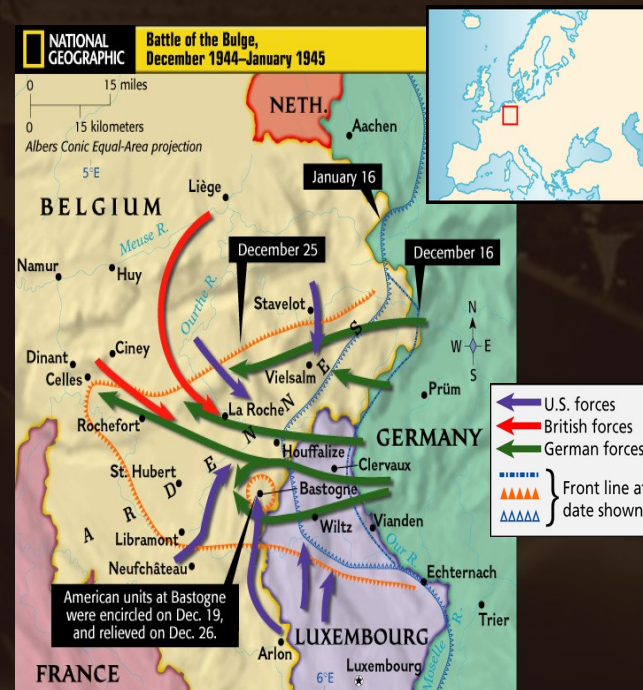 NATIONAL
GEOGRAPHIC
Battle of the Bulge,
December 1944–January 1945
0 15 miles
0 15 kilometers
Albers Conic Equal-Area projection
5°E
NETH.
Aachen
January 16
Liège
BELGIUM
Meuse R.
December 25
December 16
Namur
Huy
Ourthe R.
Stavelot
N
W E
S
Dinant
Ciney
Celles
Vielsalm
Prüm
La Roche
Rochefort
GERMANY
Houffalize
Clervaux
St. Hubert
Bastogne
ARDENNES
Wiltz
Vianden
Libramont
Our R.
Neufchâteau
Echternach
American units at Bastogne
were encircled on Dec. 19,
and relieved on Dec. 26.
Trier
LUXEMBOURG
Arlon
Moselle R.
Luxembourg
FRANCE
6°E
U.S. forces
British forces
German forces
Front line at
date shown